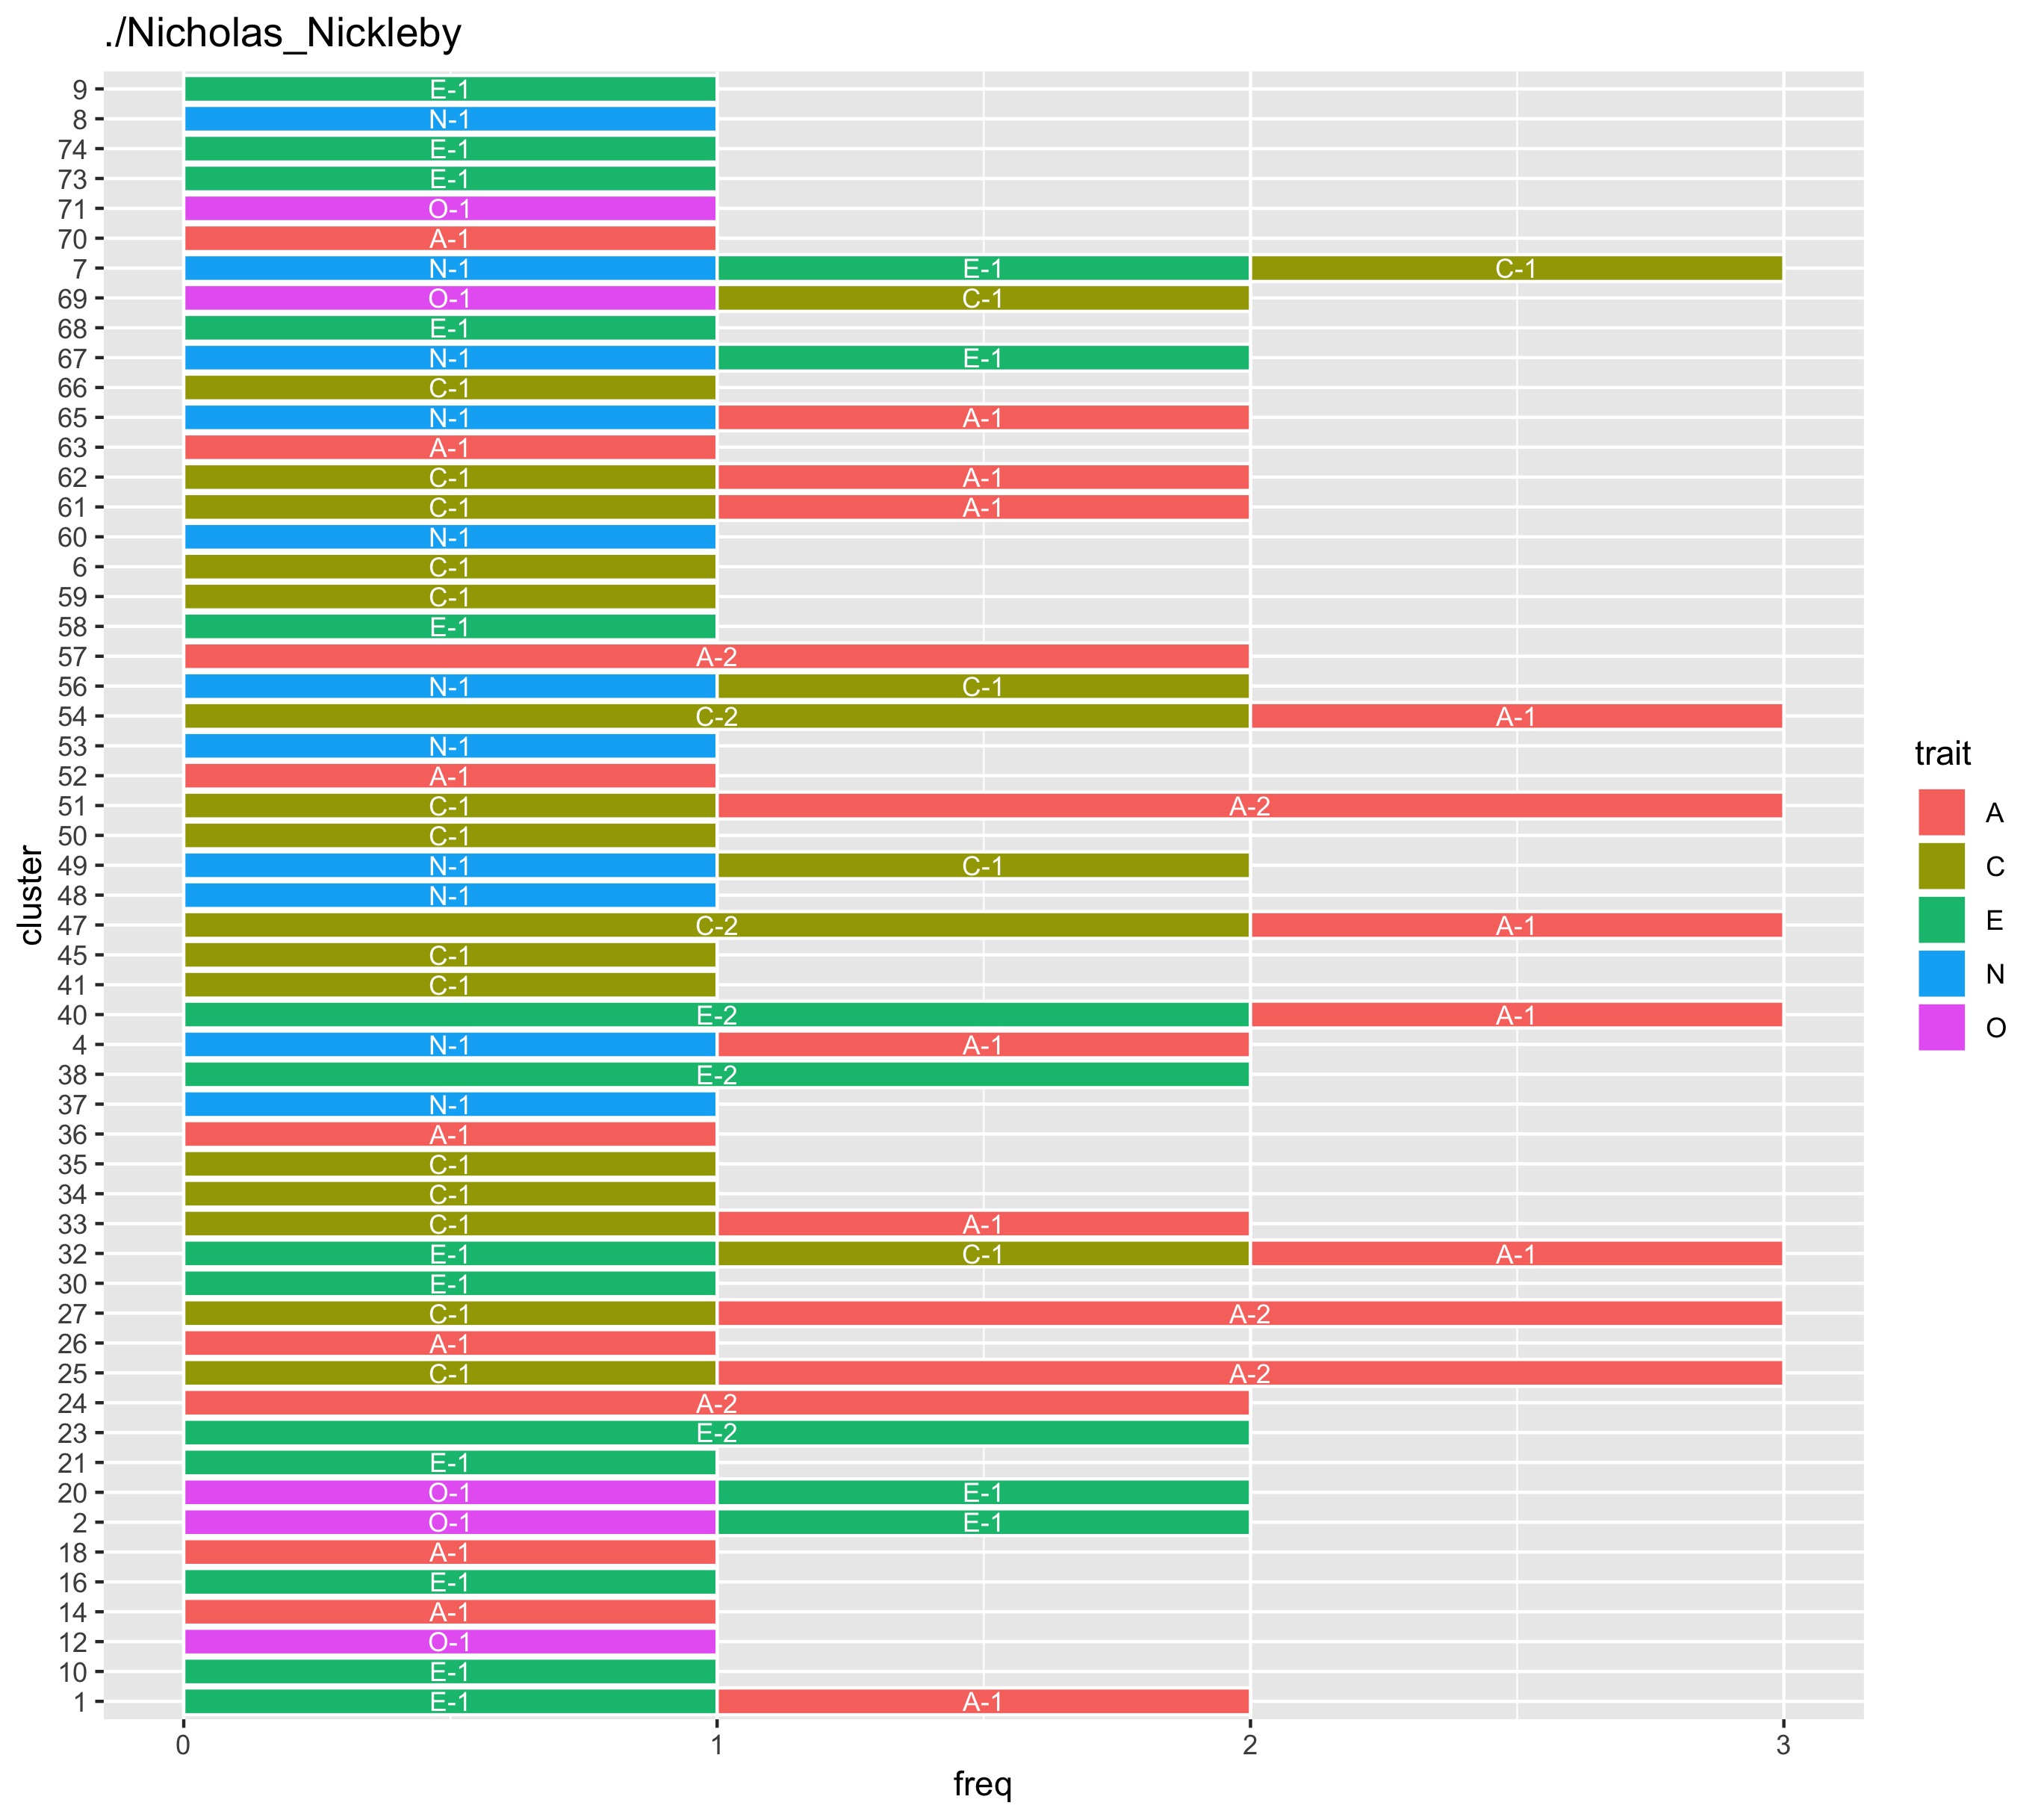 ./Nicholas_Nickleby
9 E-1
8 N-1
74 E-1
73 E-1
71 O-1
70 A-1
7 N-1 E-1 C-1
69 O-1 C-1
68 E-1
67 N-1 E-1
66 C-1
65 N-1 A-1
63 A-1
62 C-1 A-1
61 C-1 A-1
60 N-1
6 C-1
59 C-1
58 E-1
57 A-2
56 N-1 C-1
54 C-2 A-1
53 N-1
52 A-1
51 C-1 A-2
50 C-1
49 N-1 C-1
48 N-1
47 C-2 A-1
45 C-1
41 C-1
40 E-2 A-1
4 N-1 A-1
38 E-2
37 N-1
36 A-1
35 C-1
34 C-1
33 C-1 A-1
32 E-1 C-1 A-1
30 E-1
27 C-1 A-2
26 A-1
25 C-1 A-2
24 A-2
23 E-2
21 E-1
20 O-1 E-1
2 O-1 E-1
18 A-1
16 E-1
14 A-1
12 O-1
10 E-1
1 E-1 A-1
0 1 2 3
freq
cluster
trait
A
C
E
N
O